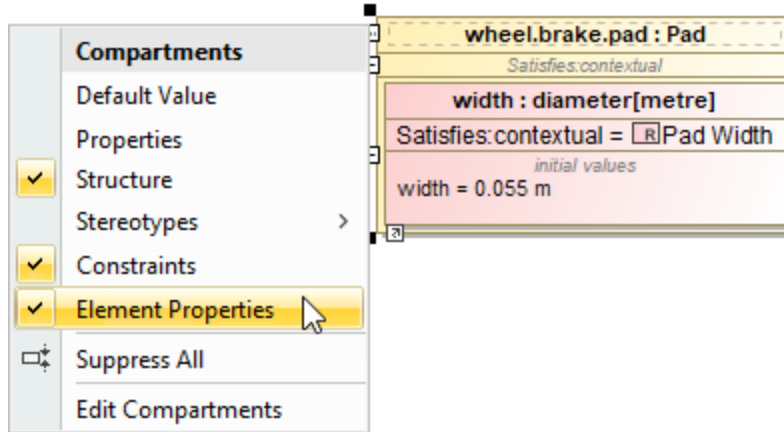 Compartments
Default Value
Properties
Structure
Stereotypes
Constraints
Element Properties
Suppress All
Edit Compartments
wheel.brake.pad : Pad
Satisfies:contextual
width : diameter[metre]
Satisfies:contextual = R Pad Width
initial values
width = 0.055 m